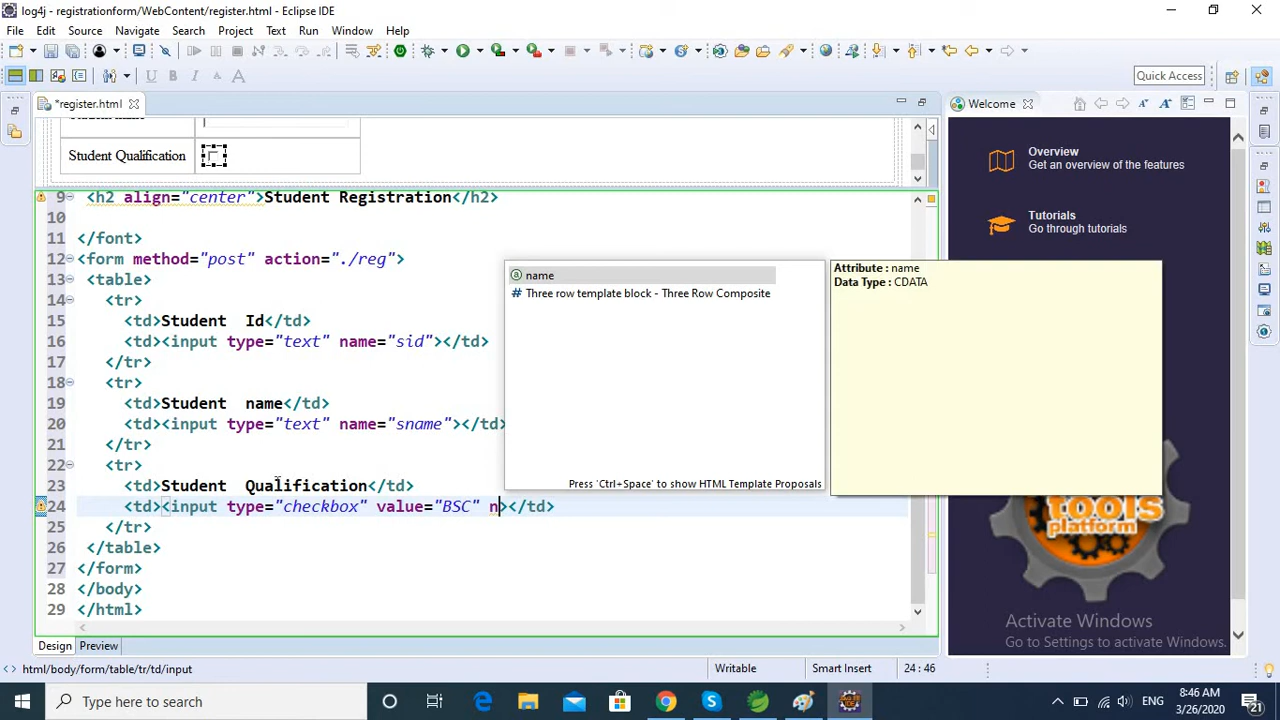 log4j - registrationform/WebContent/register.html - Eclipse IDE
File Edit Source Navigate Search Project Text Run Window Help
Quick Access
*register.html
Welcome
Student name
Student Qualification
9 <h2 align="center">Student Registration</h2>
10
11 </font>
12 <form method="post" action="./reg">
13 <table>
14 <tr>
15 <td>Student Id</td>
16 <td><input type="text" name="sid"></td>
17 </tr>
18 <tr>
19 <td>Student name</td>
20 <td><input type="text" name="sname"></td>
21 </tr>
22 <tr>
23 <td>Student Qualification</td>
24 <td><input type="checkbox" value="BSC" n></td>
25 </tr>
26 </table>
27 </form>
28 </body>
29 </html>
name
Three row template block - Three Row Composite
Press 'Ctrl+Space' to show HTML Template Proposals
Attribute : name
Data Type : CDATA
Overview
Get an overview of the features
Tutorials
Go through tutorials
tools
platform
Activate Windows
Go to Settings to activate Windows.
Design Preview
html/body/form/table/tr/td/input
Writable
Smart Insert
24 : 46
Type here to search
ENG
8:46 AM
3/26/2020
21